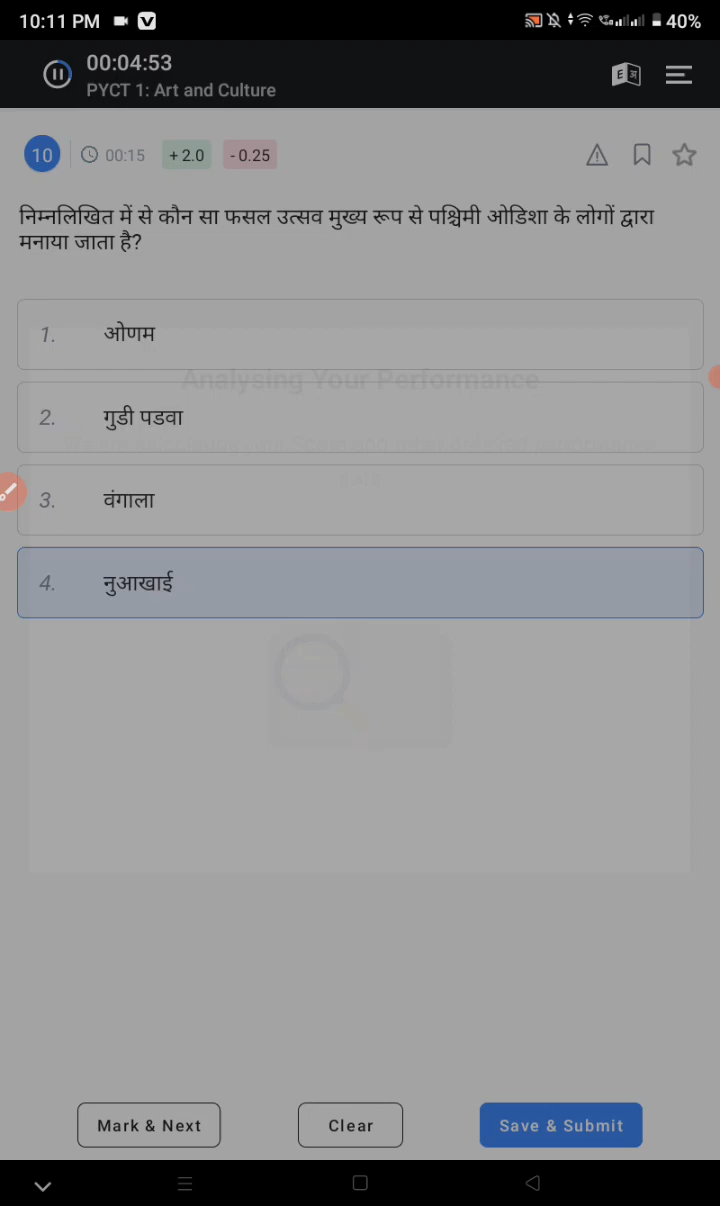 10:11 PM
40%
00:04:53
PYCT 1: Art and Culture
10 00:15 + 2.0 - 0.25
निम्नलिखित में से कौन सा फसल उत्सव मुख्य रूप से पश्चिमी ओडिशा के लोगों द्वारा
मनाया जाता है?
1. ओणम
Analysing Your Performance
2. गुडी पडवा
3. वंगाला
4. नुआखाई
Mark & Next Clear Save & Submit